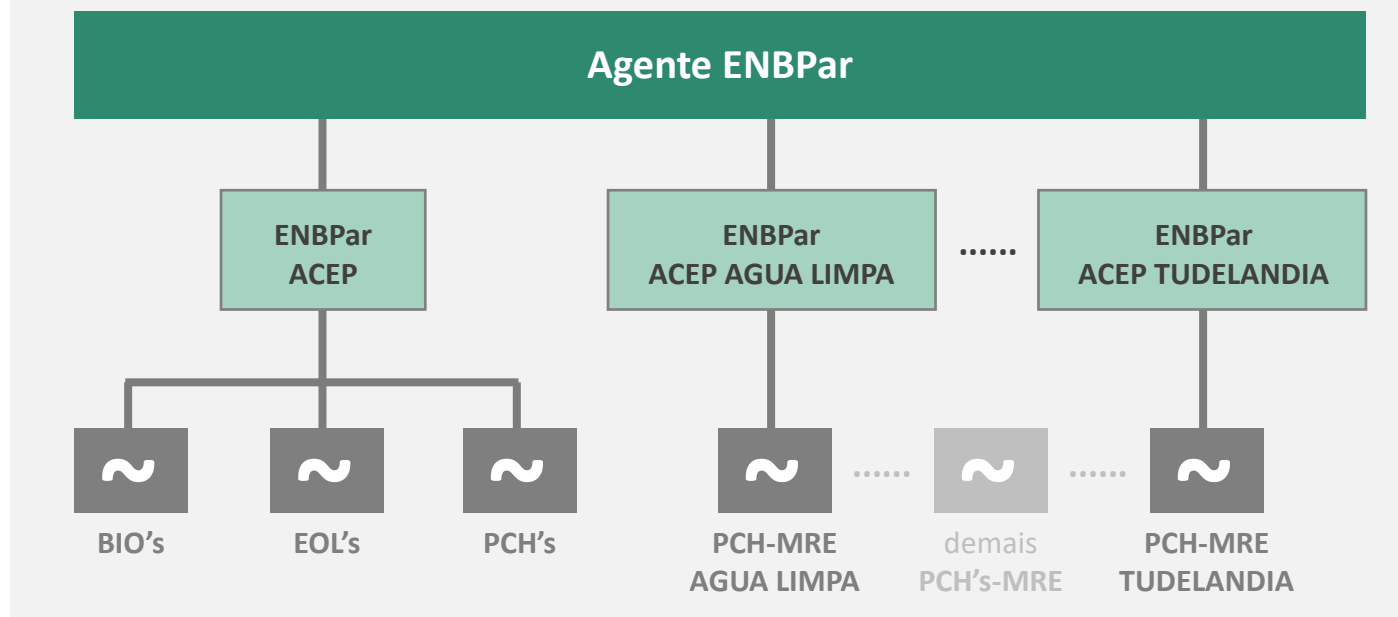 Agente ENBPar
ENBPar
ACEP
ENBPar
ACEP AGUA LIMPA
......
ENBPar
ACEP TUDELANDIA
~
~
~
~
......
~
......
~
BIO’s
EOL’s
PCH’s
PCH-MRE
AGUA LIMPA
demais
PCH’s-MRE
PCH-MRE
TUDELANDIA